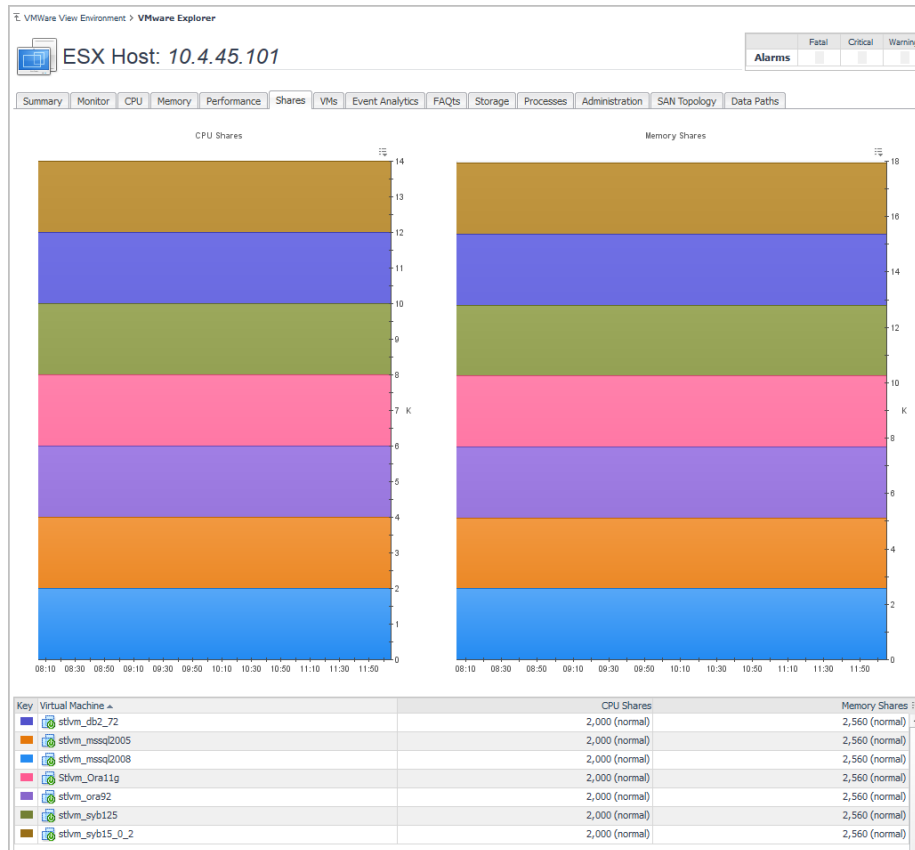 VMWare View Environment > VMware Explorer
ESX Host: 10.4.45.101
Fatal Critical Warning
Alarms
Summary Monitor CPU Memory Performance Shares VMs Event Analytics FAQts Storage Processes Administration SAN Topology Data Paths
CPU Shares Memory Shares
14 18
13
16
12
11 14
10
12
9
8 10
7 K K
8
6
5 6
4
4
3
2 2
1
0 0
08:10 08:30 08:50 09:10 09:30 09:50 10:10 10:30 10:50 11:10 11:30 11:50 08:10 08:30 08:50 09:10 09:30 09:50 10:10 10:30 10:50 11:10 11:30 11:50
Key Virtual Machine CPU Shares Memory Shares
stlvm_db2_72 2,000 (normal) 2,560 (normal)
stlvm_mssql2005 2,000 (normal) 2,560 (normal)
stlvm_mssql2008 2,000 (normal) 2,560 (normal)
Stlvm_Ora11g 2,000 (normal) 2,560 (normal)
stlvm_ora92 2,000 (normal) 2,560 (normal)
stlvm_syb125 2,000 (normal) 2,560 (normal)
stlvm_syb15_0_2 2,000 (normal) 2,560 (normal)